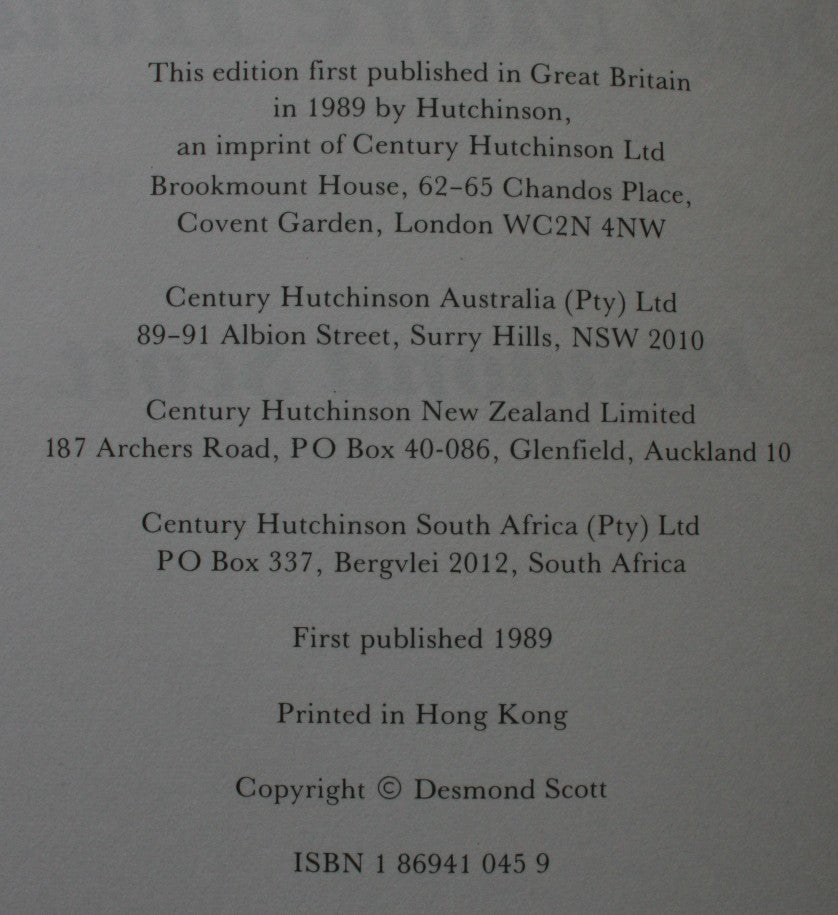 This edition first published in Great Britain
in 1989 by Hutchinson,
an imprint of Century Hutchinson Ltd
Brookmount House, 62–65 Chandos Place,
Covent Garden, London WC2N 4NW
Century Hutchinson Australia (Pty) Ltd
89–91 Albion Street, Surry Hills, NSW 2010
Century Hutchinson New Zealand Limited
187 Archers Road, PO Box 40-086, Glenfield, Auckland 10
Century Hutchinson South Africa (Pty) Ltd
PO Box 337, Bergvlei 2012, South Africa
First published 1989
Printed in Hong Kong
Copyright © Desmond Scott
ISBN 1 86941 045 9